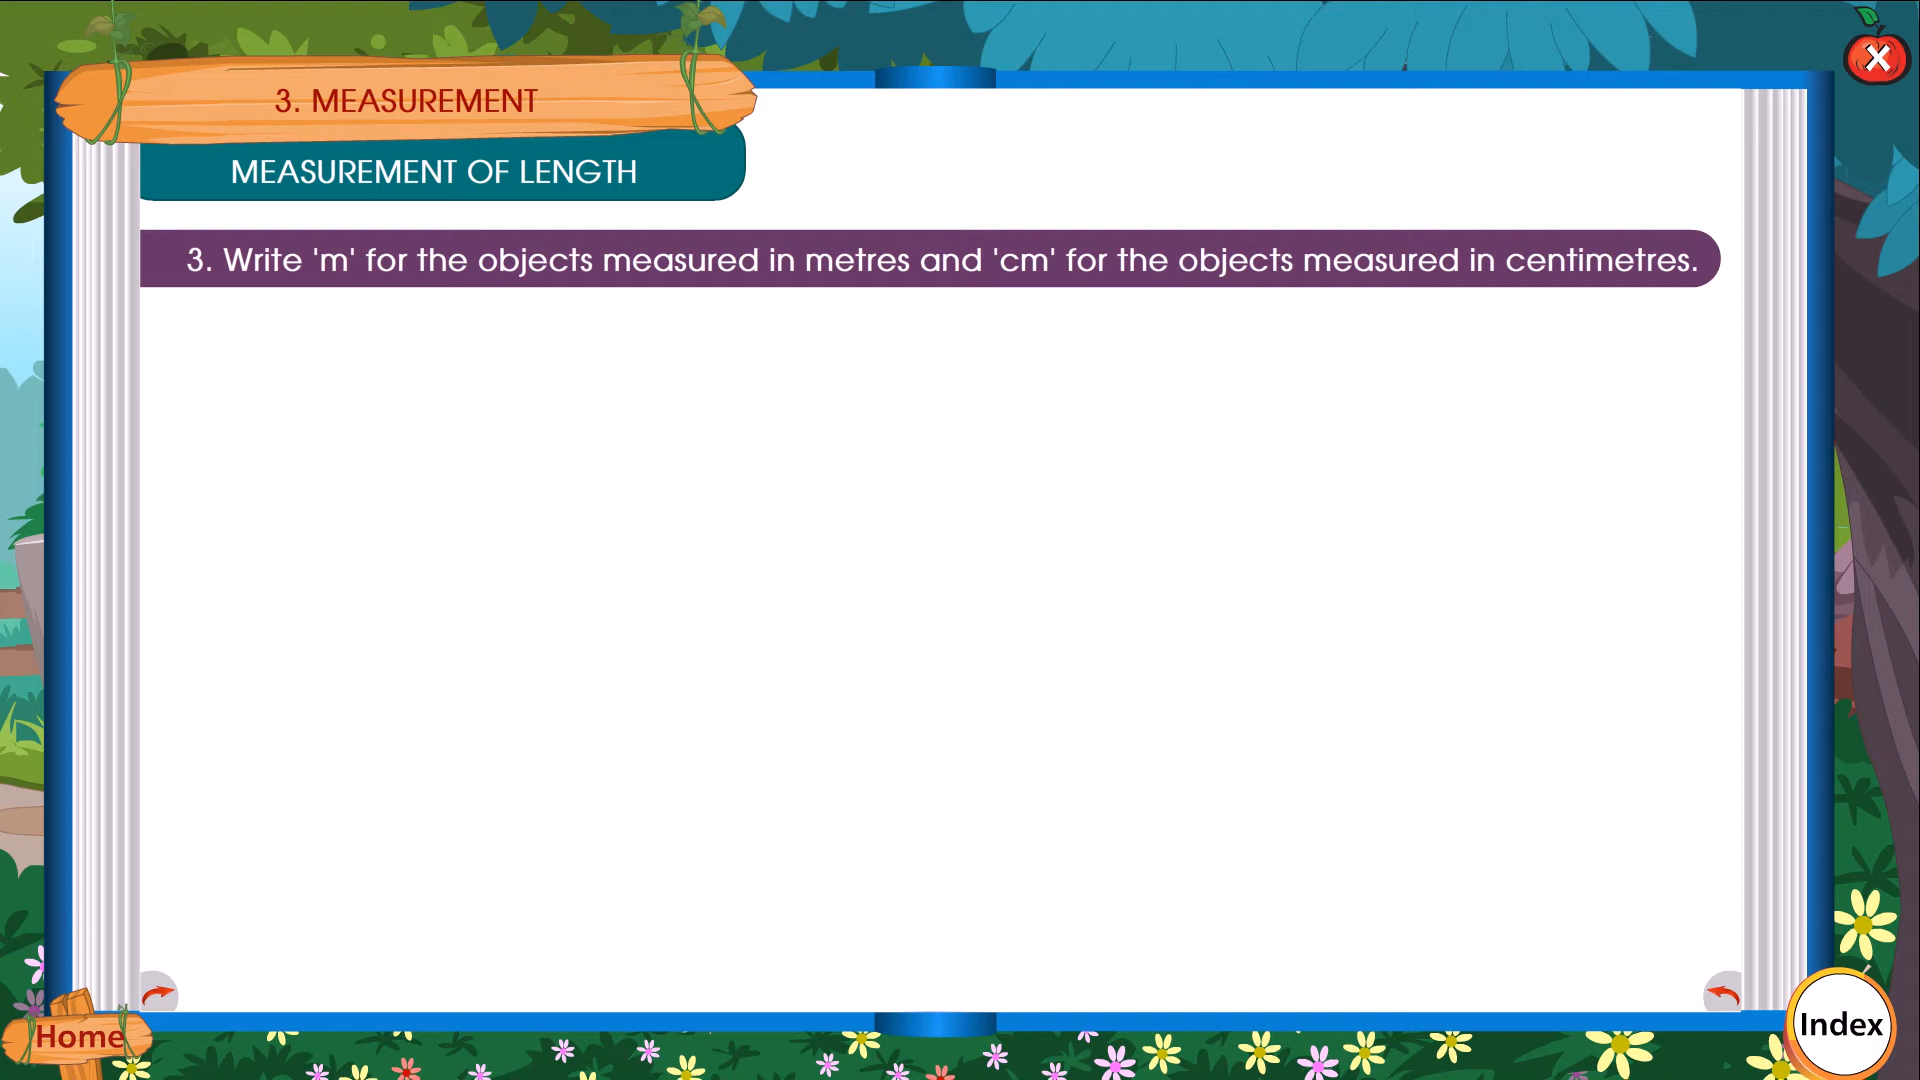 3. MEASUREMENT
MEASUREMENT OF LENGTH
3. Write 'm' for the objects measured in metres and 'cm' for the objects measured in centimetres.
Home
Index